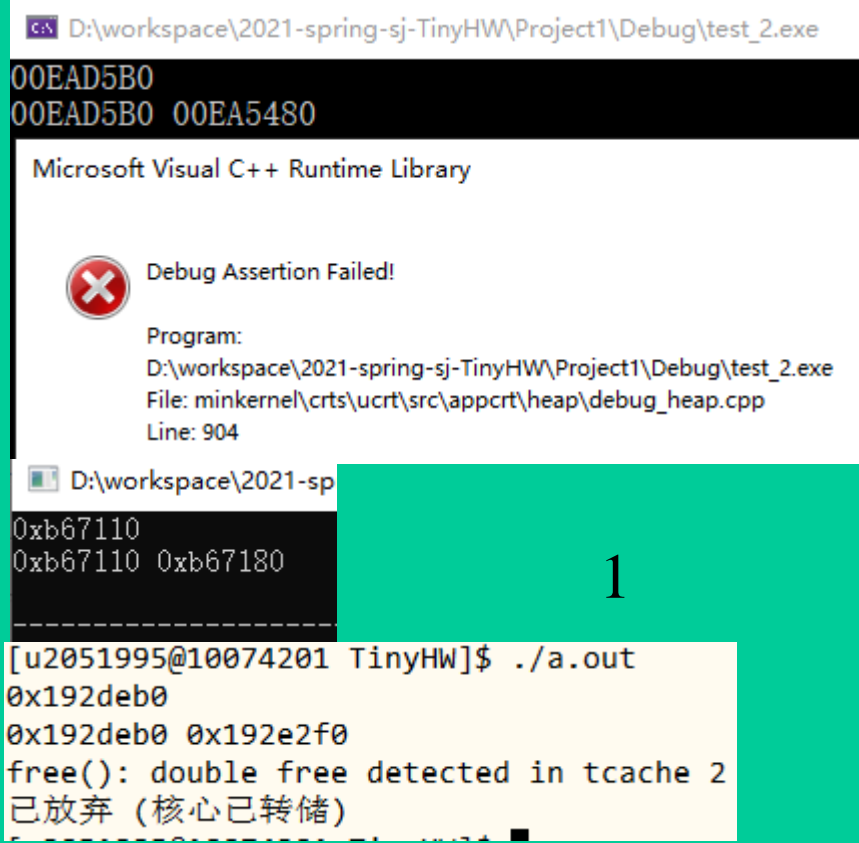 D:\workspace\2021-spring-sj-TinyHW\Project1\Debug\test_2.exe
00EAD5B0
00EAD5B0 00EA5480
Microsoft Visual C++ Runtime Library
Debug Assertion Failed!
Program:
D:\workspace\2021-spring-sj-TinyHW\Project1\Debug\test_2.exe
File: minkernel\crts\ucrt\src\appcrt\heap\debug_heap.cpp
Line: 904
D:\workspace\2021-sp
0xb67110
0xb67110 0xb67180
--------------------
1
[u2051995@10074201 TinyHW]$ ./a.out
0x192deb0
0x192deb0 0x192e2f0
free(): double free detected in tcache 2
已放弃 (核心已转储)